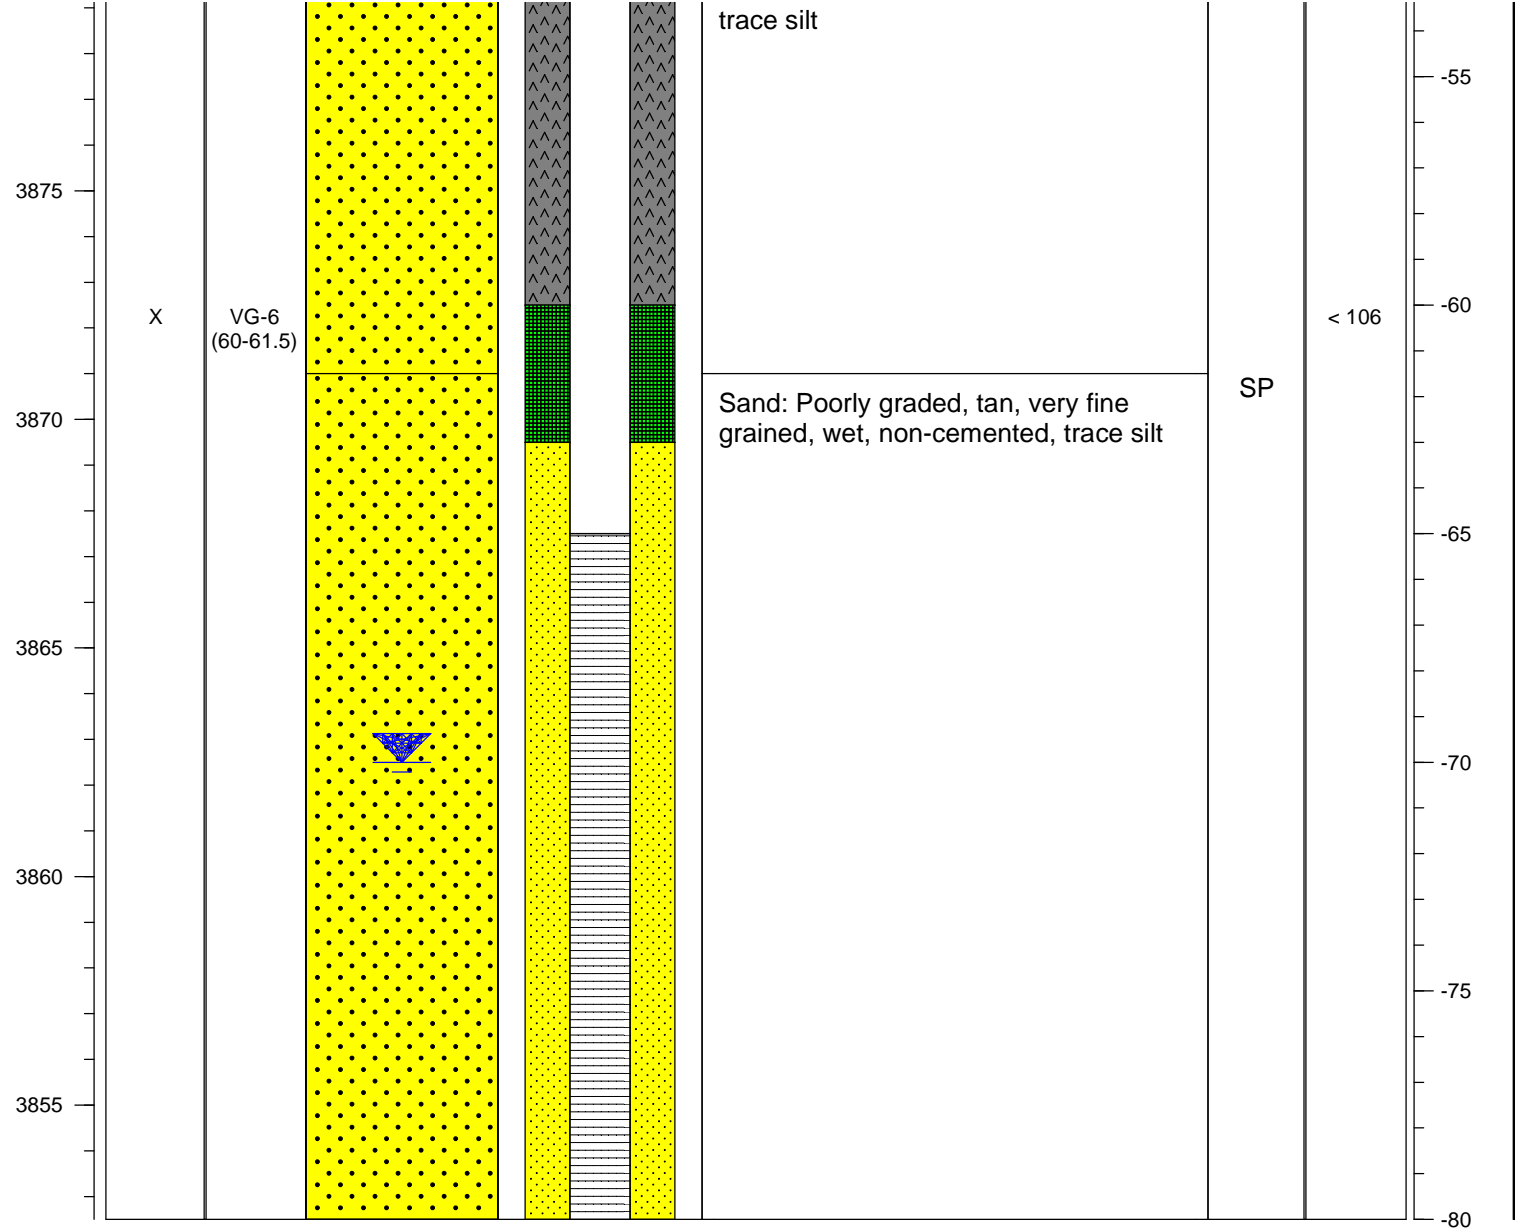 trace silt
-55
3875
-60
X
VG-6
(60-61.5)
< 106
SP
Sand: Poorly graded, tan, very fine
grained, wet, non-cemented, trace silt
3870
-65
3865
-70
3860
-75
3855
-80